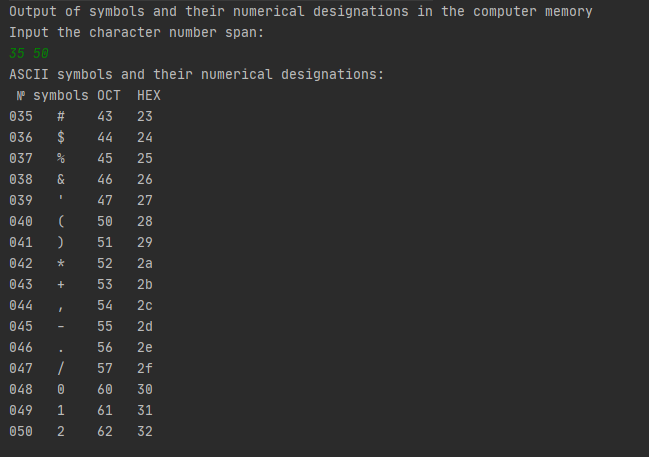 Output of symbols and their numerical designations in the computer memory
Input the character number span:
35 50
ASCII symbols and their numerical designations:
№ symbols OCT HEX
035 # 43 23
036 $ 44 24
037 % 45 25
038 & 46 26
039 ' 47 27
040 ( 50 28
041 ) 51 29
042 * 52 2a
043 + 53 2b
044 , 54 2c
045 - 55 2d
046 . 56 2e
047 / 57 2f
048 0 60 30
049 1 61 31
050 2 62 32